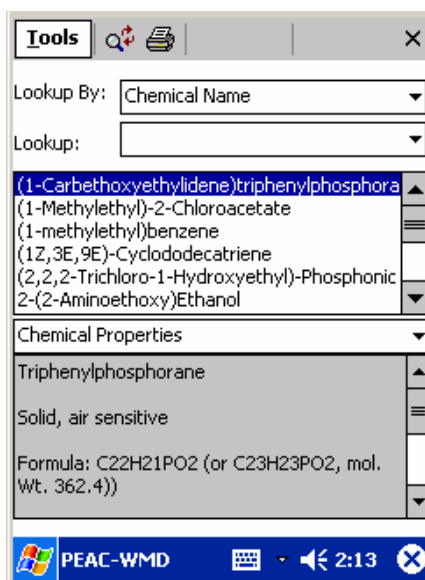 Tools
Lookup By: Chemical Name
Lookup:
(1-Carbethoxyethylidene)triphenylphosphora
(1-Methylethyl)-2-Chloroacetate
(1-methylethyl)benzene
(1Z,3E,9E)-Cyclododecatriene
(2,2,2-Trichloro-1-Hydroxyethyl)-Phosphonic
2-(2-Aminoethoxy)Ethanol
Chemical Properties
Triphenylphosphorane
Solid, air sensitive
Formula: C22H21PO2 (or C23H23PO2, mol.
Wt. 362.4))
PEAC-WMD 2:13